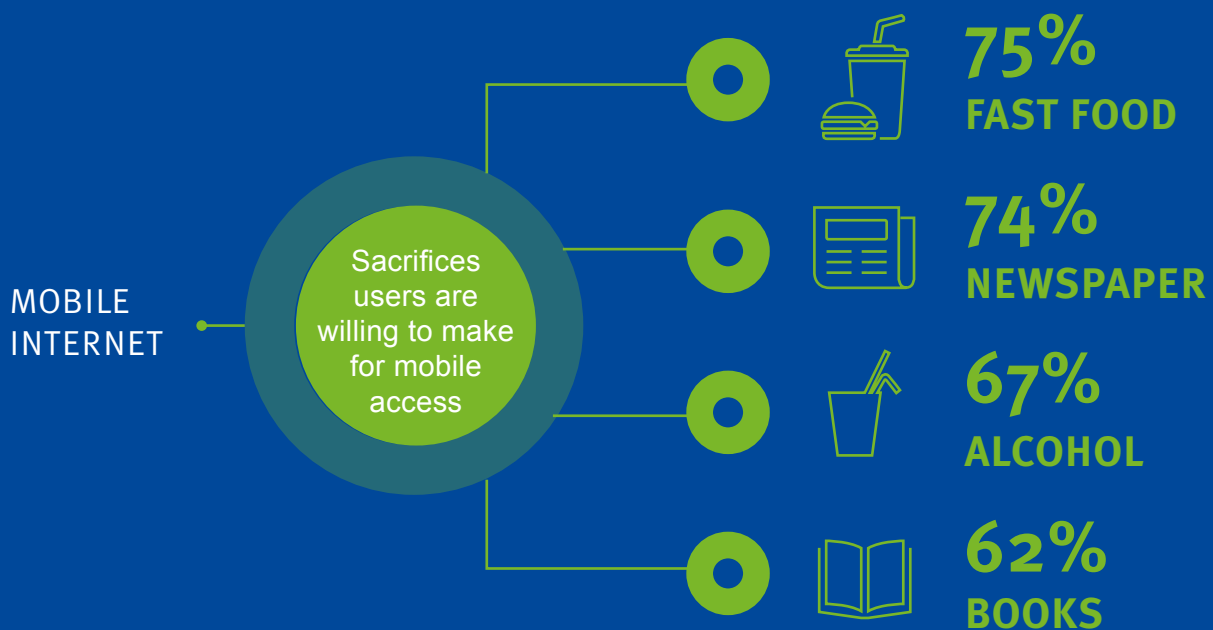 MOBILE
INTERNET
Sacrifices
users are
willing to make
for mobile
access
75%
FAST FOOD
74%
NEWSPAPER
67%
ALCOHOL
62%
BOOKS